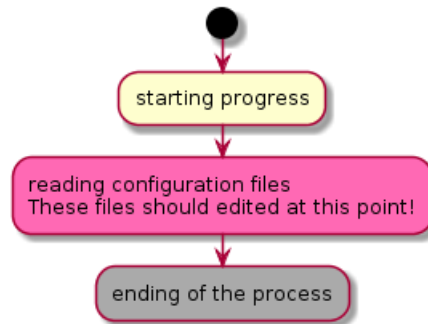 starting progress
reading configuration files
These files should edited at this point!
ending of the process